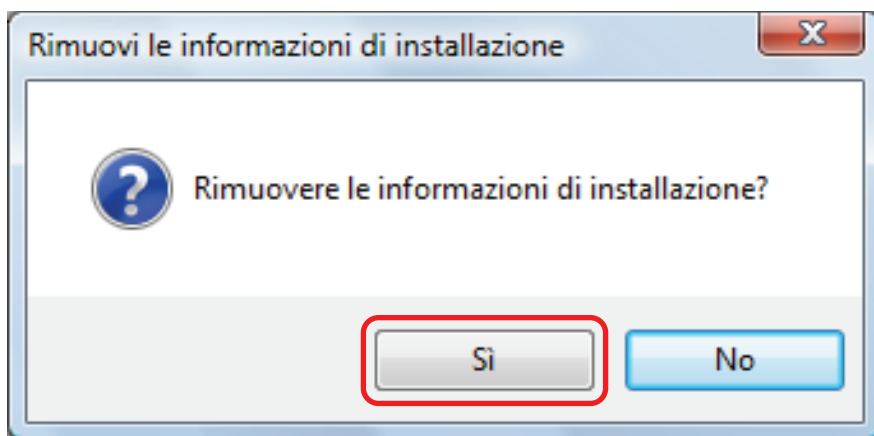 Rimuovi le informazioni di installazione
Rimuovere le informazioni di installazione?
Sì No